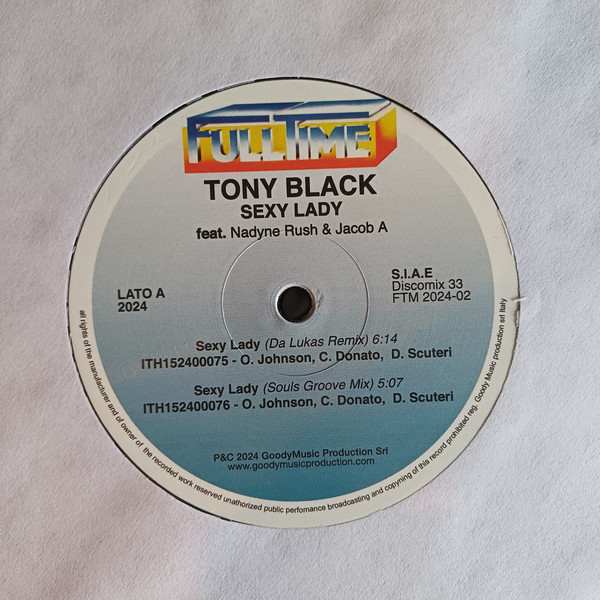 FULLTIME
TONY BLACK
SEXY LADY
feat. Nadyne Rush & Jacob A
LATO A
2024
S.I.A.E
Discomix 33
FTM 2024-02
Sexy Lady (Da Lukas Remix) 6:14
ITH152400075 - O. Johnson, C. Donato, D. Scuteri
Sexy Lady (Souls Groove Mix) 5:07
ITH152400076 - O. Johnson, C. Donato, D. Scuteri
P&C 2024 GoodyMusic Production Srl
www.goodymusicproduction.com
all rights of the manufacturer and of owner of the recorded work reserved unauthorized public perfomance broadcasting and copyning of this record prohibited reg. Goody Music production srl Italy